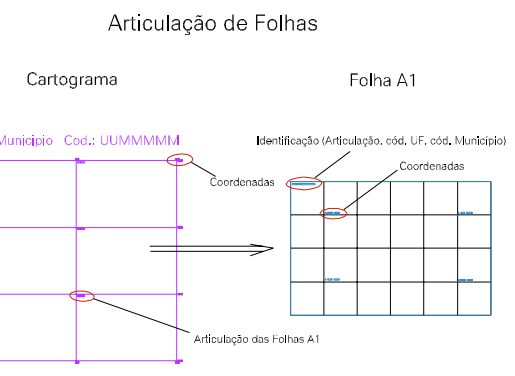 Articulação de Folhas
Cartograma
Folha A1
Município Cod.: UUMMMMM
Identificação (Articulação, cód. UF, cód. Município)
Coordenadas
Coordenadas
Articulação das Folhas A1